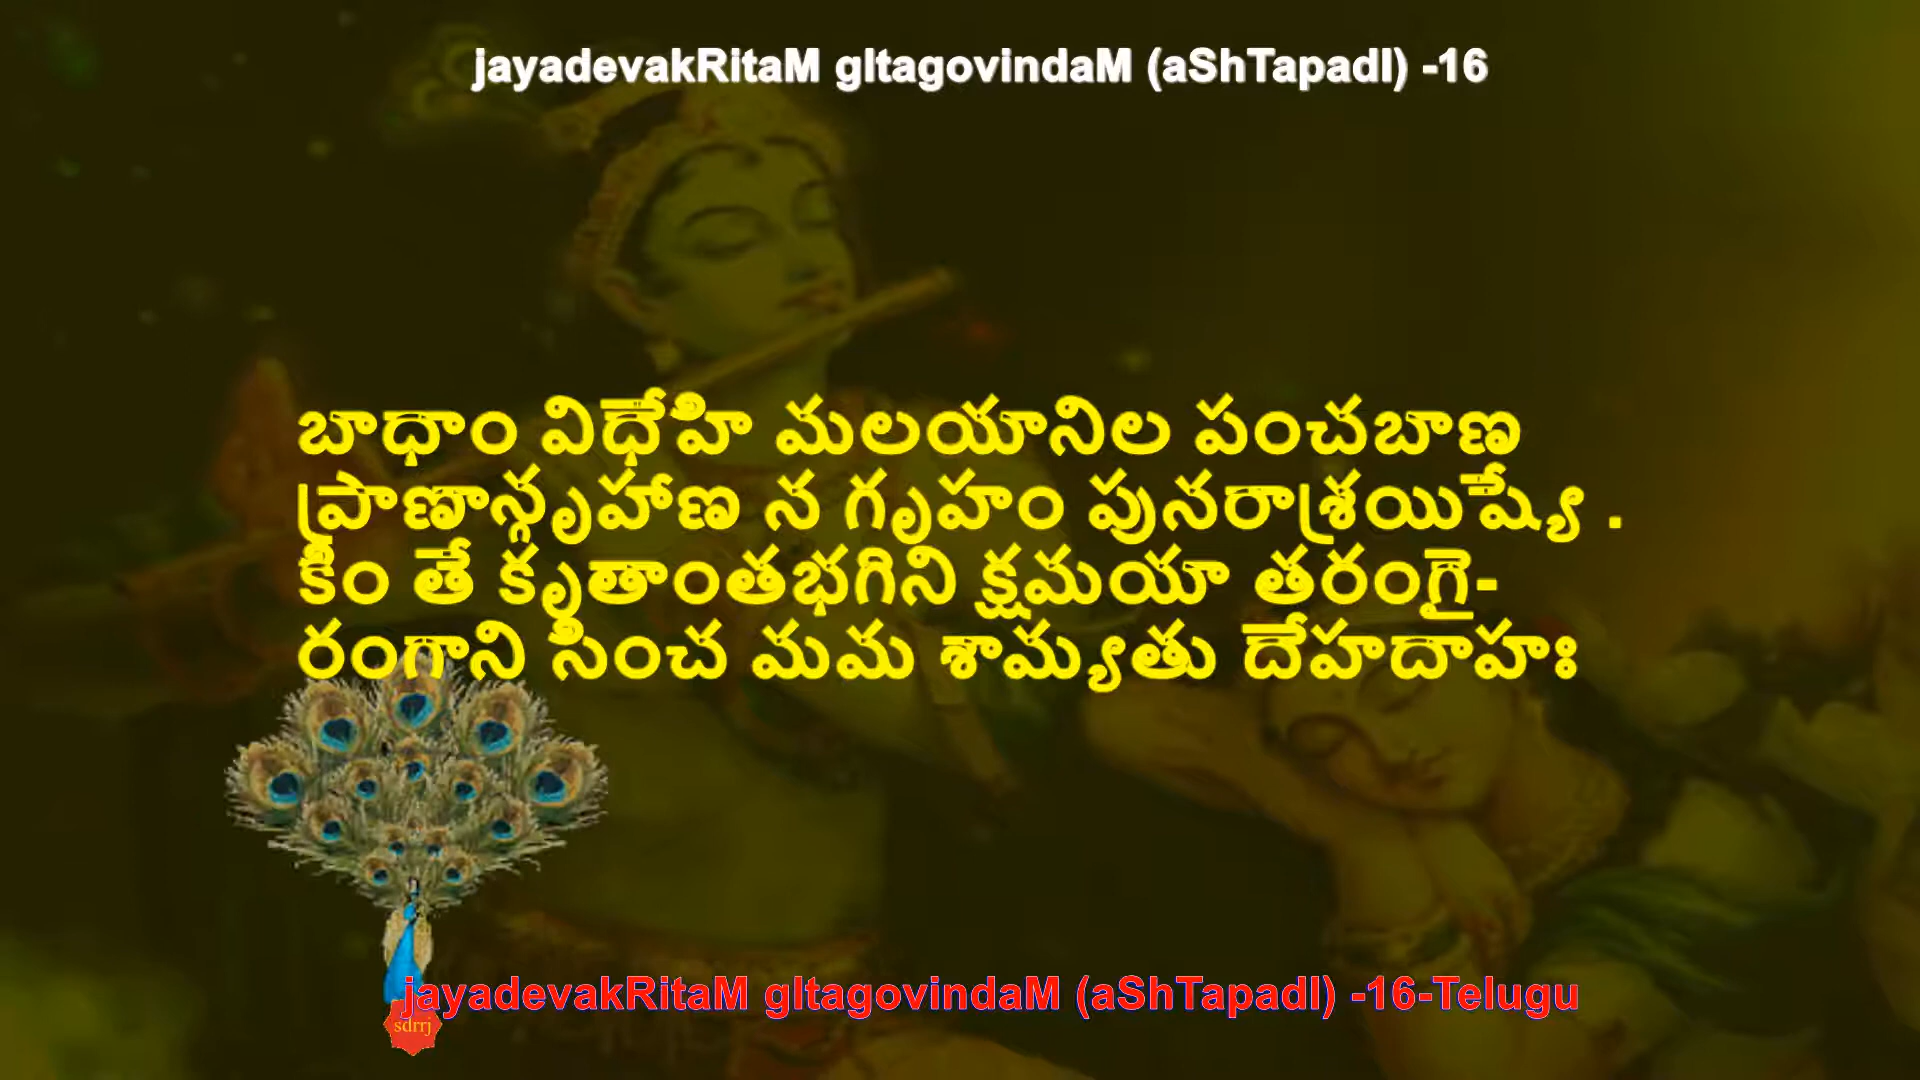 jayadevakRitaM gItagovindaM (aShTapadI) -16
బాధాం విధేహి మలయానిల పంచబాణ
ప్రాణాన్గృహాణ న గృహం పునరాశ్రయిష్యే .
కిం తే కృతాంతభగిని క్షమయా తరంగై-
రంగాని సించ మమ శామ్యతు దేహదాహః
jayadevakRitaM gItagovindaM (aShTapadI) -16-Telugu
sdrrj